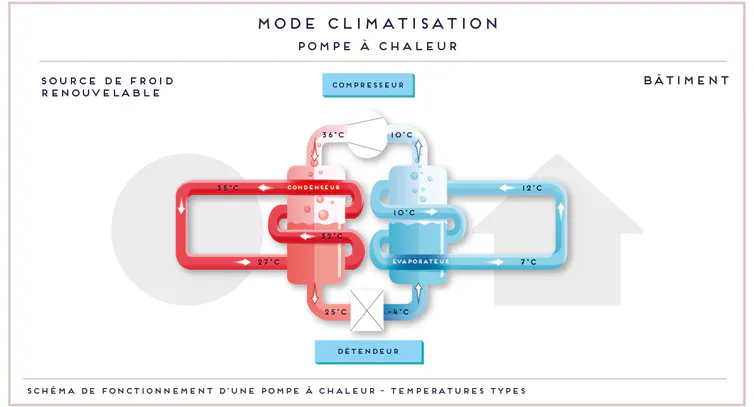 MODE CLIMATISATION
POMPE À CHALEUR
SOURCE DE FROID
RENOUVELABLE
BÂTIMENT
COMPRESSEUR
36°C
10°C
35°C
CONDENSEUR
12°C
10°C
32°C
27°C
EVAPORATEUR
7°C
25°C
-4°C
DÉTENDEUR
SCHÉMA DE FONCTIONNEMENT D'UNE POMPE À CHALEUR - TEMPERATURES TYPES